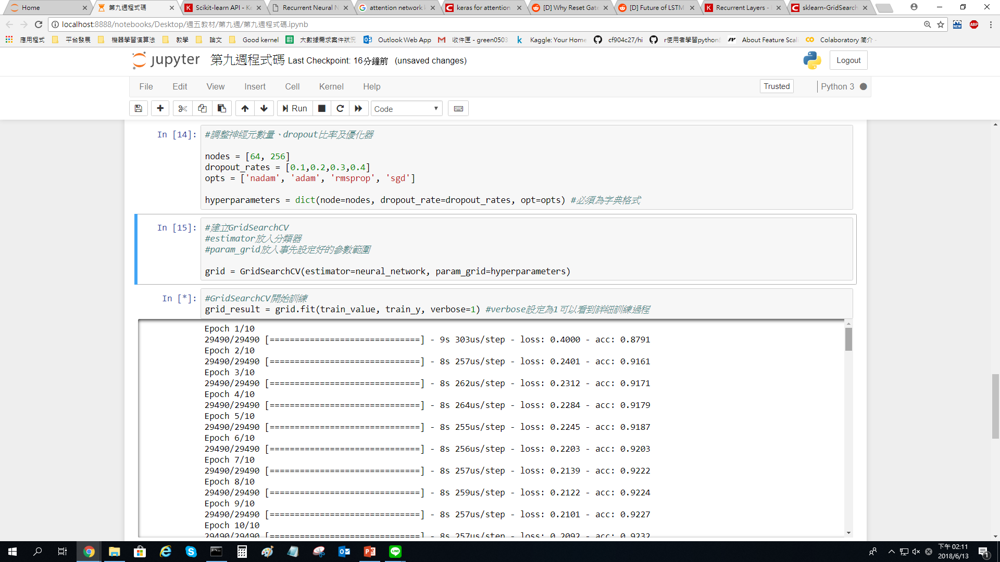 Home
第九週程式碼
Scikit-learn API - Ke
Recurrent Neural N
attention network k
keras for attention
[D] Why Reset Gate
[D] Future of LSTM
Recurrent Layers -
sklearn-GridSearch
localhost:8888/notebooks/Desktop/週五教材/第九週/第九週程式碼.ipynb
應用程式 平台發展 機器學習演算法 教學 論文 Good kernel 大數據需求案件狀況 Outlook Web App 收件匣 - green0503 Kaggle: Your Home cf904c27/hi r使用者學習python About Feature Scali Colaboratory 简介 -
jupyter 第九週程式碼 Last Checkpoint: 16分鐘前 (unsaved changes)
Logout
File Edit View Insert Cell Kernel Help
Trusted Python 3
Run Code
In [14]: #調整神經元數量、dropout比率及優化器
nodes = [64, 256]
dropout_rates = [0.1,0.2,0.3,0.4]
opts = ['nadam', 'adam', 'rmsprop', 'sgd']
hyperparameters = dict(node=nodes, dropout_rate=dropout_rates, opt=opts) #必須為字典格式
In [15]: #建立GridSearchCV
#estimator放入分類器
#param_grid放入事先設定好的參數範圍
grid = GridSearchCV(estimator=neural_network, param_grid=hyperparameters)
In [*]: #GridSearchCV開始訓練
grid_result = grid.fit(train_value, train_y, verbose=1) #verbose設定為1可以看到詳細訓練過程
Epoch 1/10
29490/29490 [==============================] - 9s 303us/step - loss: 0.4000 - acc: 0.8791
Epoch 2/10
29490/29490 [==============================] - 8s 257us/step - loss: 0.2401 - acc: 0.9161
Epoch 3/10
29490/29490 [==============================] - 8s 262us/step - loss: 0.2312 - acc: 0.9171
Epoch 4/10
29490/29490 [==============================] - 8s 264us/step - loss: 0.2284 - acc: 0.9179
Epoch 5/10
29490/29490 [==============================] - 8s 255us/step - loss: 0.2245 - acc: 0.9187
Epoch 6/10
29490/29490 [==============================] - 8s 256us/step - loss: 0.2203 - acc: 0.9203
Epoch 7/10
29490/29490 [==============================] - 8s 257us/step - loss: 0.2139 - acc: 0.9222
Epoch 8/10
29490/29490 [==============================] - 8s 259us/step - loss: 0.2122 - acc: 0.9224
Epoch 9/10
29490/29490 [==============================] - 8s 257us/step - loss: 0.2101 - acc: 0.9227
Epoch 10/10
29490/29490 [==============================] - 8s 257us/step - loss: 0.2092 - acc: 0.9232
下午 02:11
2018/6/13